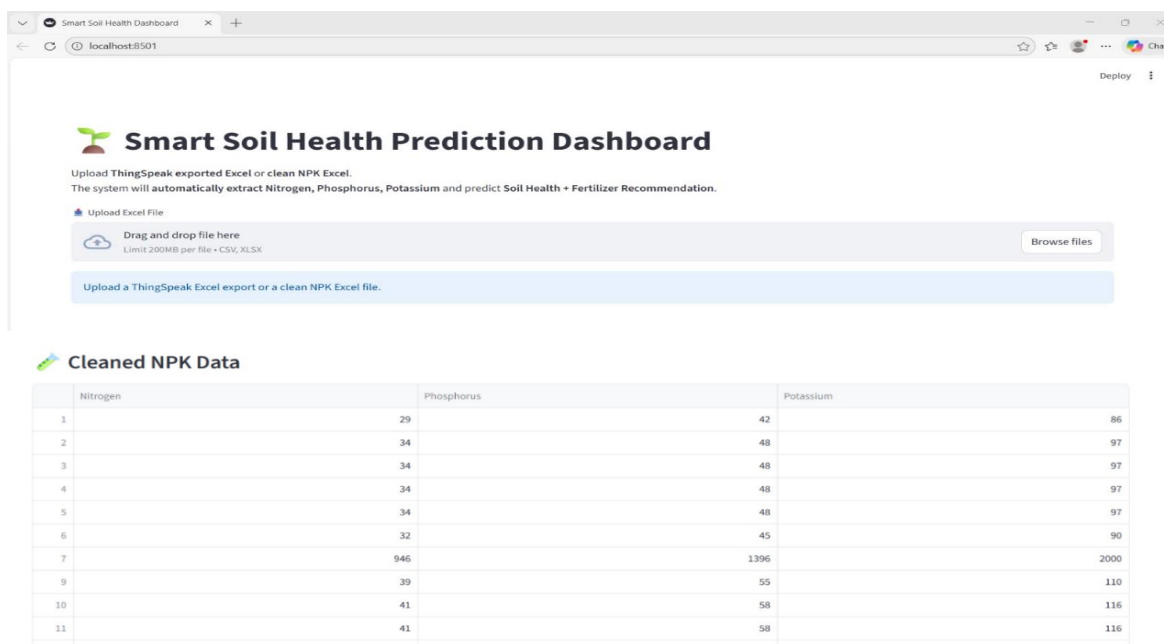 Smart Soil Health Dashboard
localhost:8501
Deploy
Smart Soil Health Prediction Dashboard
Upload ThingSpeak exported Excel or clean NPK Excel.
The system will automatically extract Nitrogen, Phosphorus, Potassium and predict Soil Health + Fertilizer Recommendation.
Upload Excel File
Drag and drop file here
Limit 200MB per file • CSV, XLSX
Browse files
Upload a ThingSpeak Excel export or a clean NPK Excel file.
Cleaned NPK Data
Nitrogen Phosphorus Potassium
1 29 42 86
2 34 48 97
3 34 48 97
4 34 48 97
5 34 48 97
6 32 45 90
7 946 1396 2000
9 39 55 110
10 41 58 116
11 41 58 116